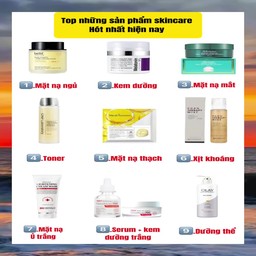 Top những sản phẩm skincare
Hót nhất hiện nay
1 .Mặt nạ ngủ
2 .Kem dưỡng
3 .Mặt nạ mắt
4 .Toner
5 .Mặt nạ thạch
6 .Xịt khoáng
7 .Mặt nạ
ủ trắng
8 .Serum - kem
dưỡng trắng
9 .Dưỡng thể
OLAY